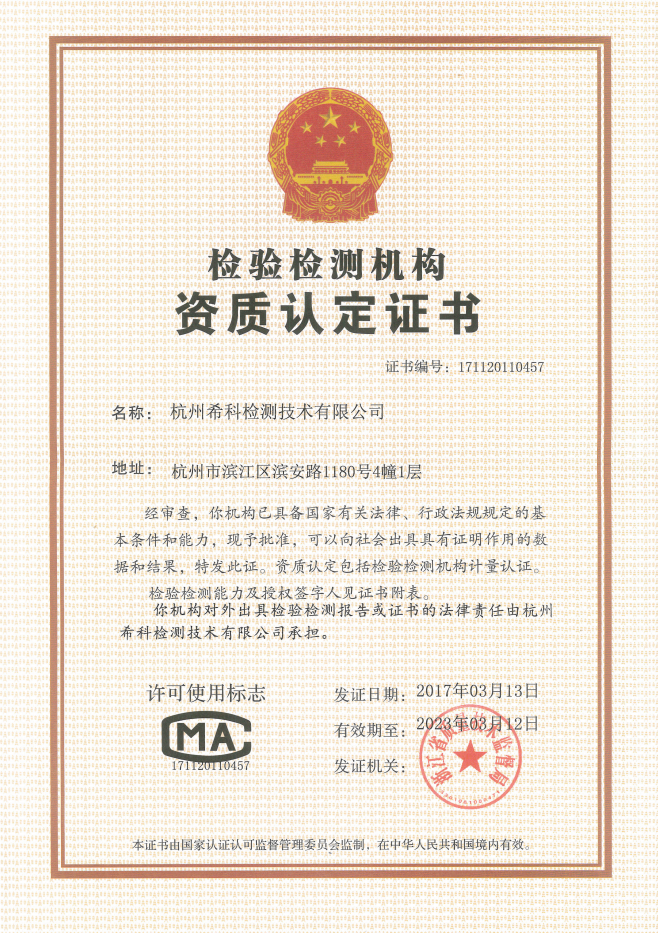 检验检测机构
资质认定证书
证书编号：171120110457
名称：杭州希科检测技术有限公司
地址：杭州市滨江区滨安路1180号4幢1层
经审查，你机构已具备国家有关法律、行政法规规定的基
本条件和能力，现予批准，可以向社会出具具有证明作用的数
据和结果，特发此证。资质认定包括检验检测机构计量认证。
检验检测能力及授权签字人见证书附表。
你机构对外出具检验检测报告或证书的法律责任由杭州
希科检测技术有限公司承担。
许可使用标志
MA
171120110457
发证日期：2017年03月13日
有效期至：2023年03月12日
发证机关：
浙江省质量技术监督局
本证书由国家认证认可监督管理委员会监制，在中华人民共和国境内有效。